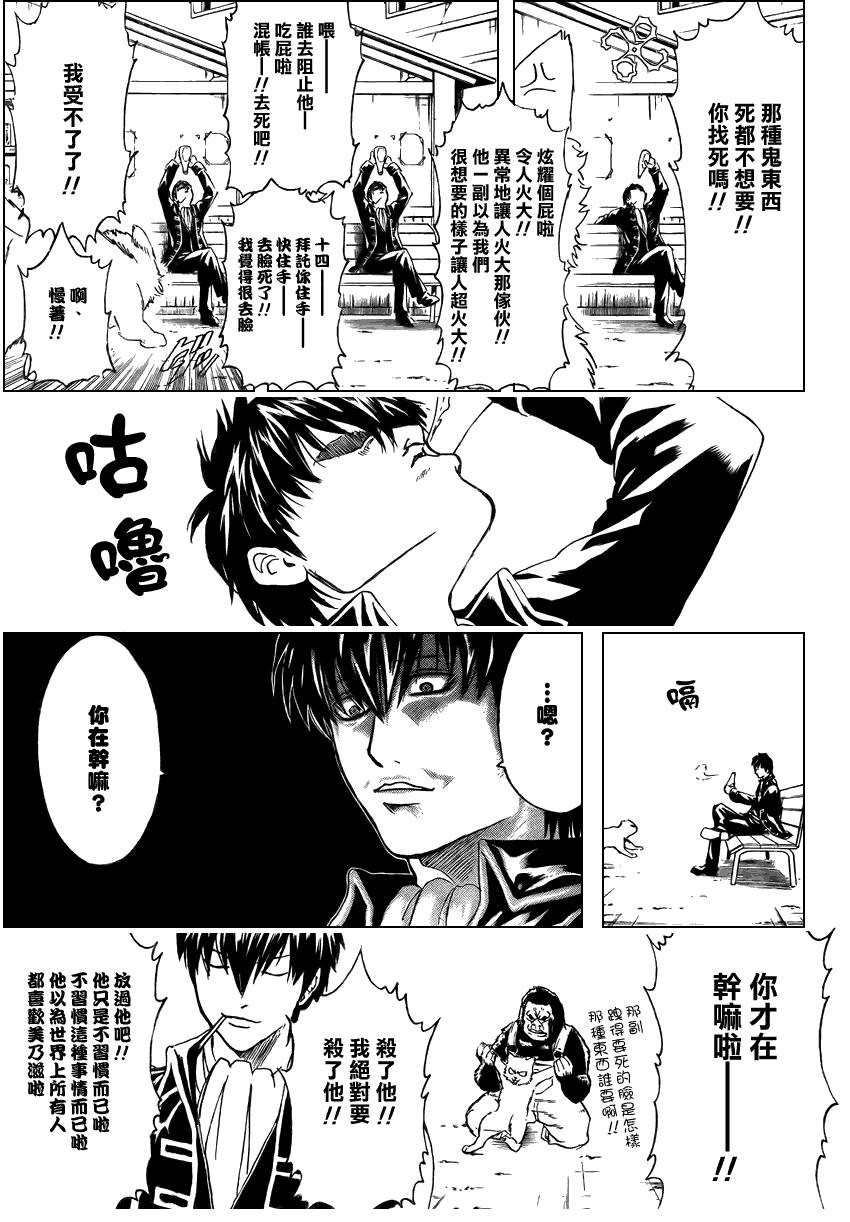 那種鬼東西
死都不想要!!
你找死嗎!!
炫耀個屁啦
令人火大!!
異常地讓人火大那傢伙!!
他一副以為我們
很想要的樣子讓人超火大!!
喂——
誰去阻止他—
吃屁啦
混帳—!!去死吧!!
十四——
拜託你住手——
快住手——
去臉死了!!
我覺得很去臉
我受不了了!!
啊、
慢著!!
咕
嚕
嗝
…嗯?
你在幹嘛?
你才在
幹嘛啦——!!
那副
跩得要死的臉是怎樣
那種東西誰要啊!!
殺了他!!
我絕對要
殺了他!!
放過他吧!!
他只是不習慣而已啦
不習慣這種事情而已啦
他以為世界上所有人
都喜歡美乃滋啦